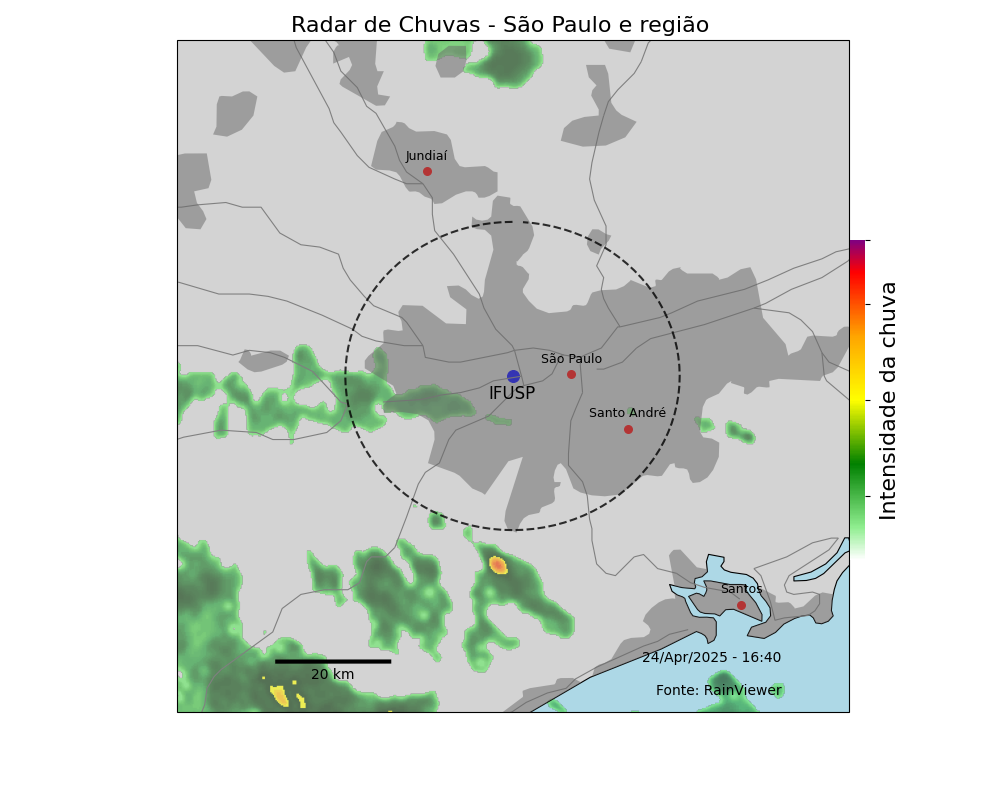 Radar de Chuvas - São Paulo e região
Jundiaí
São Paulo
IFUSP
Santo André
Intensidade da chuva
Santos
24/Apr/2025 - 16:40
20 km
Fonte: RainViewer